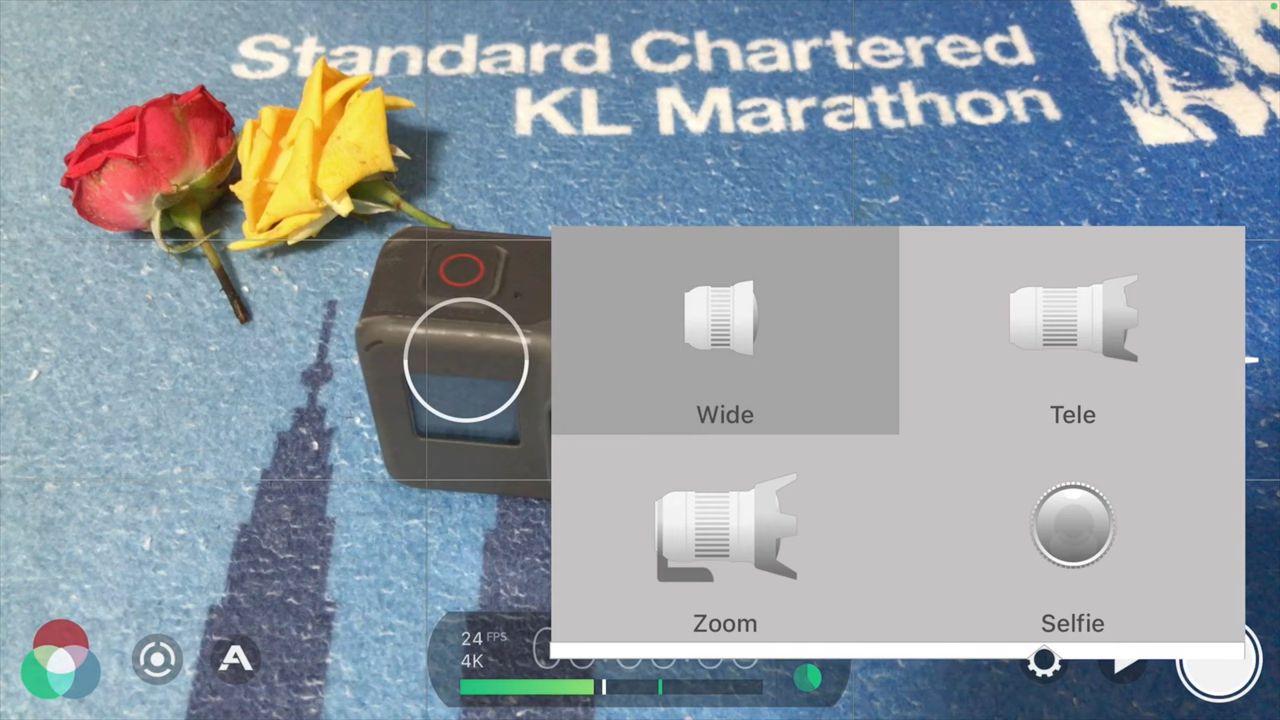 Standard Chartered
KL Marathon
Wide
Tele
Zoom
Selfie
24 FPS
4K
A